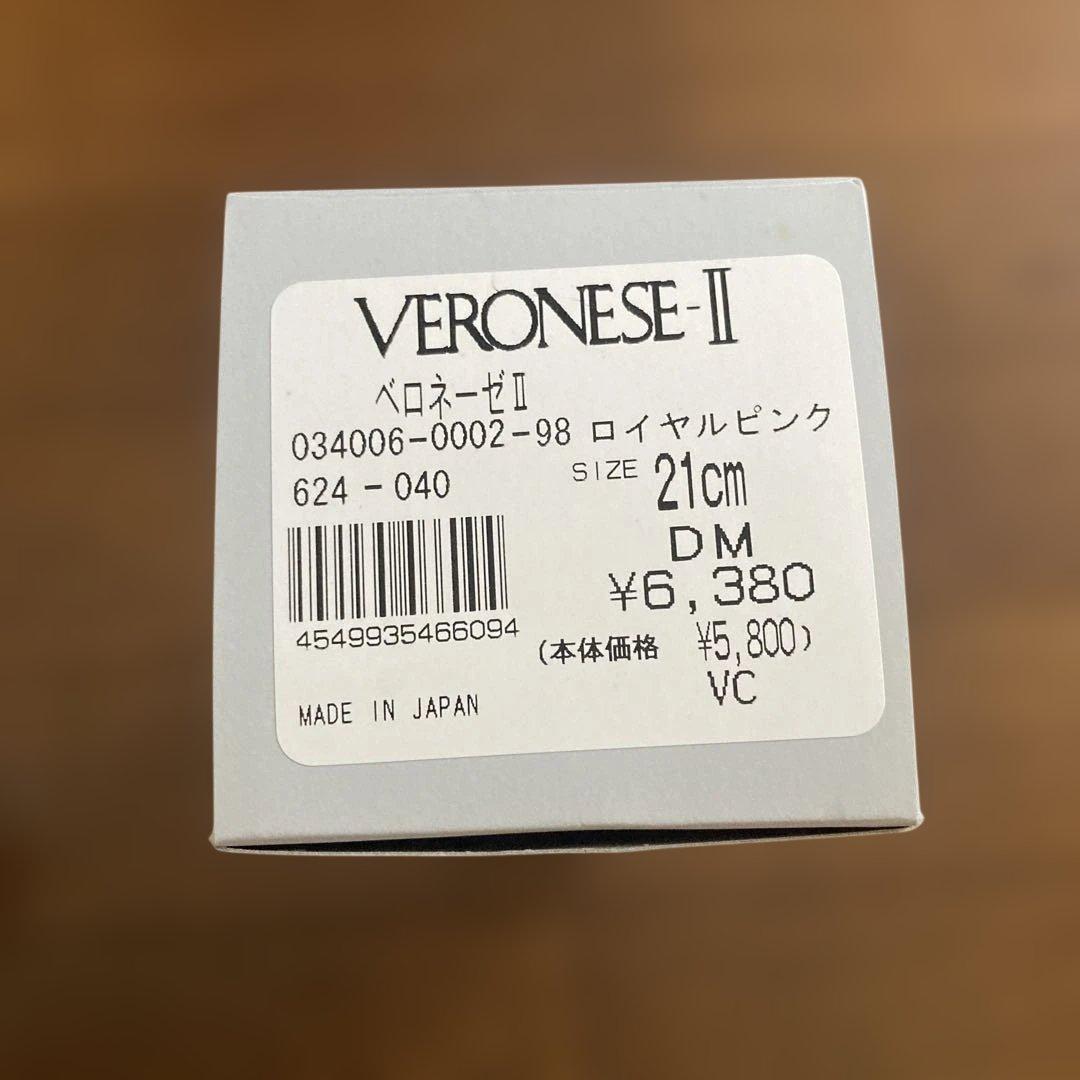 VERONESE-Ⅱ
ベロネーゼⅡ
034006-0002-98 ロイヤルピンク
624-040 SIZE 21cm
DM
¥6,380
4549935466094
(本体価格 ¥5,800)
VC
MADE IN JAPAN